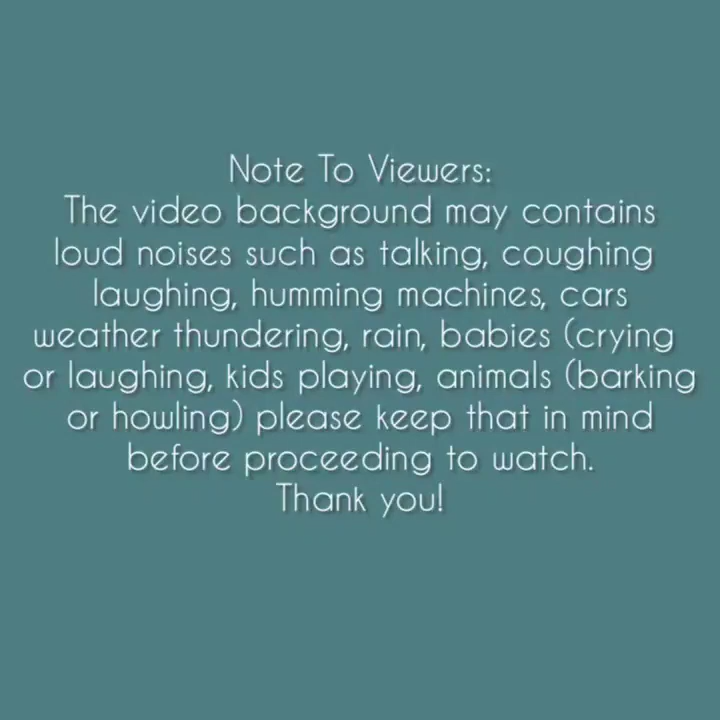 Note To Viewers:
The video background may contains
loud noises such as talking, coughing
laughing, humming machines, cars
weather thundering, rain, babies (crying
or laughing, kids playing, animals (barking
or howling) please keep that in mind
before proceeding to watch.
Thank you!